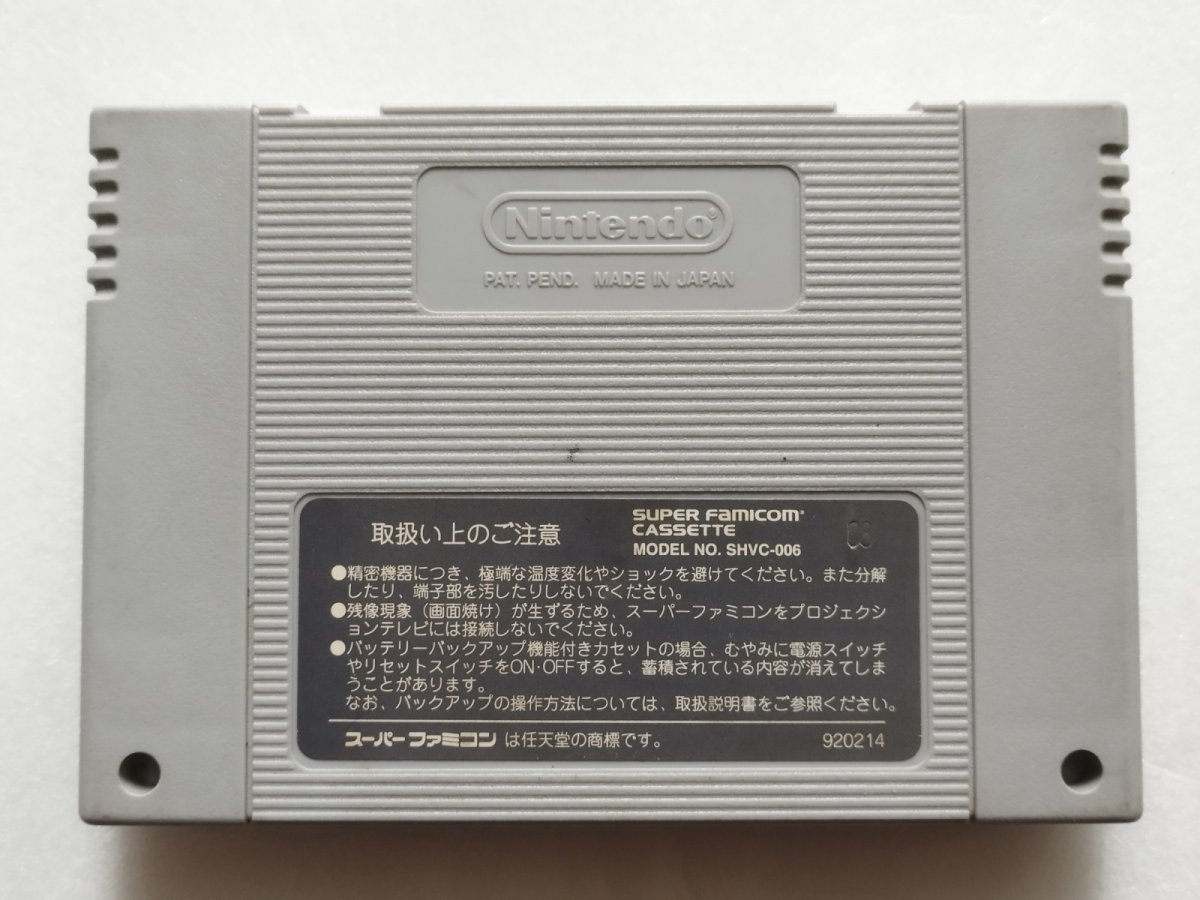 Nintendo®
PAT. PEND. MADE IN JAPAN
取扱い上のご注意
SUPER FAMICOM
CASSETTE
MODEL NO. SHVC-006
●精密機器につき、極端な温度変化やショックを避けてください。また分解
したり、端子部を汚したりしないでください。
●残像現象（画面焼け）が生ずるため、スーパーファミコンをプロジェクシ
ョンテレビには接続しないでください。
●バッテリーバックアップ機能付きカセットの場合、むやみに電源スイッチ
やリセットスイッチをON・OFFすると、蓄積されている内容が消えてしま
うことがあります。
なお、バックアップの操作方法については、取扱説明書をご参照ください。
スーパーファミコン は任天堂の商標です。
920214